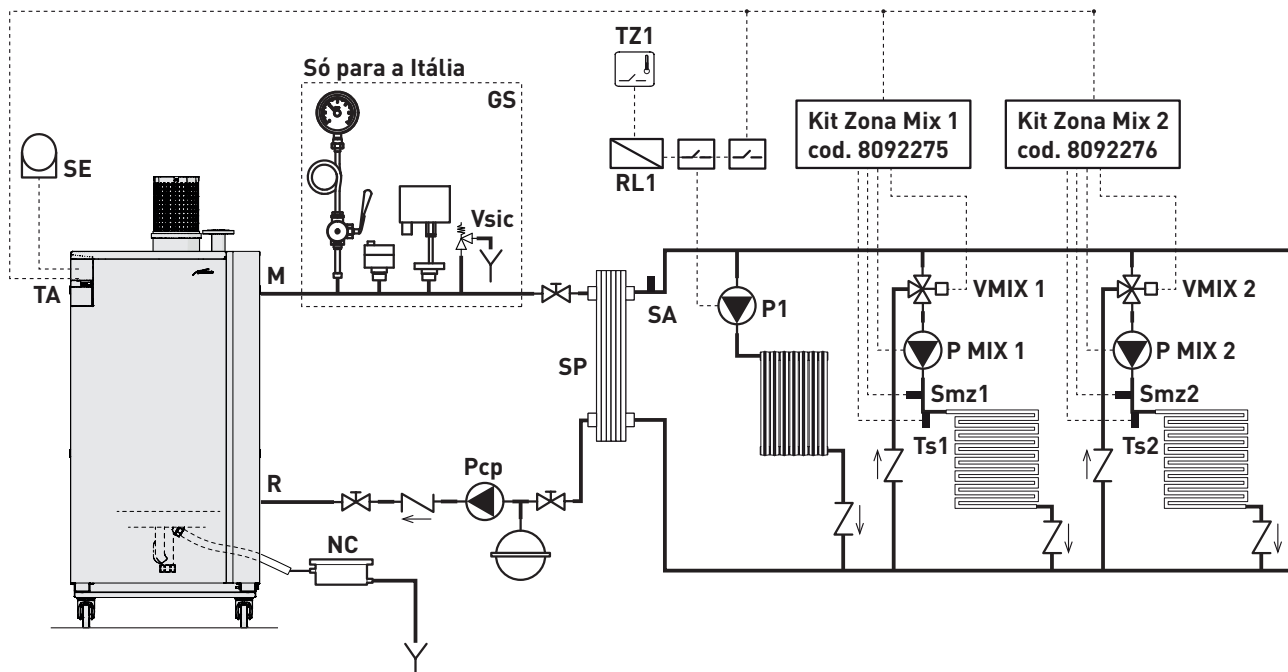 TZ1
Só para a Itália
GS
Kit Zona Mix 1
cod. 8092275
Kit Zona Mix 2
cod. 8092276
SE
RL1
Vsic
M
TA
SA
P1
VMIX 1
VMIX 2
SP
P MIX 1
P MIX 2
Smz1
Smz2
Ts1
Ts2
Pcp
R
NC